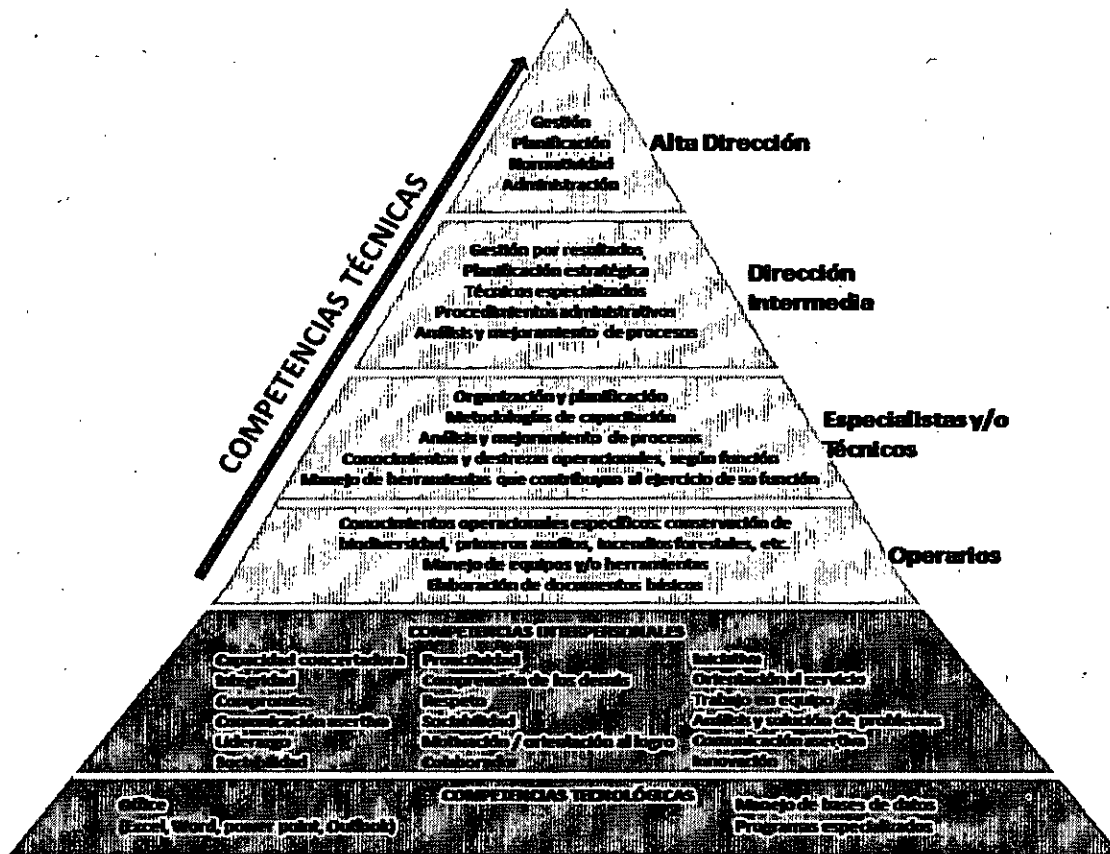 COMPETENCIAS TÉCNICAS
Gestión
Planificación
Normatividad
Administración
Alta Dirección
Gestión por resultados
Planificación estratégica
Técnicos especializados
Procedimientos administrativos
Análisis y mejoramiento de procesos
Dirección
Intermedia
Organización y planificación
Metodologías de capacitación
Análisis y mejoramiento de procesos
Conocimientos y destrezas operacionales, según función
Manejo de herramientas que contribuyan al ejercicio de su función
Especialistas y/o
Técnicos
Conocimientos operacionales específicos: conservación de
biodiversidad, primeros auxilios, incendios forestales, etc.
Manejo de equipos y/o herramientas
Elaboración de documentos básicos
Operarios
COMPETENCIAS INTERPERSONALES
Capacidad concertadora
Integridad
Compromiso
Comunicación asertiva
Liderazgo
Sociabilidad
Proactividad
Comprensión de los demás
Respeto
Sociabilidad
Motivación / orientación al logro
Colaborador
Iniciativa
Orientación al servicio
Trabajo en equipo
Análisis y solución de problemas
Comunicación asertiva
Innovación
COMPETENCIAS TECNOLÓGICAS
Office
(Excel, Word, power point, Outlook)
Manejo de bases de datos
Programas especializados